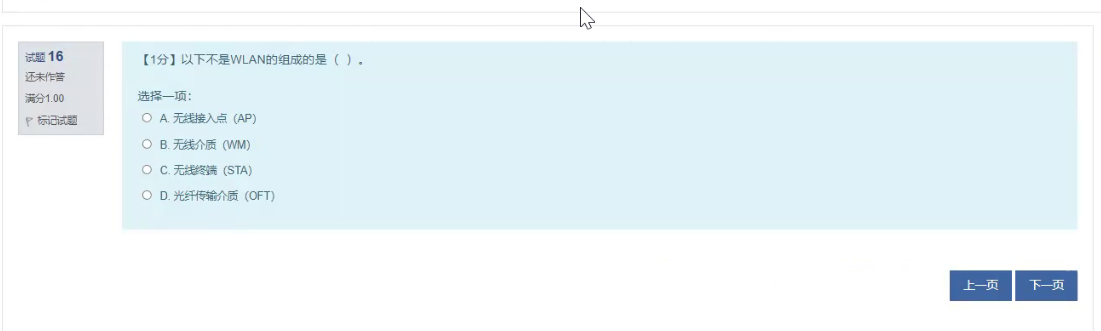 试题 16
还未作答
满分1.00
标记试题
【1分】以下不是WLAN的组成的是（ ）。
选择一项：
A. 无线接入点（AP）
B. 无线介质（WM）
C. 无线终端（STA）
D. 光纤传输介质（OFT）
上一页 下一页